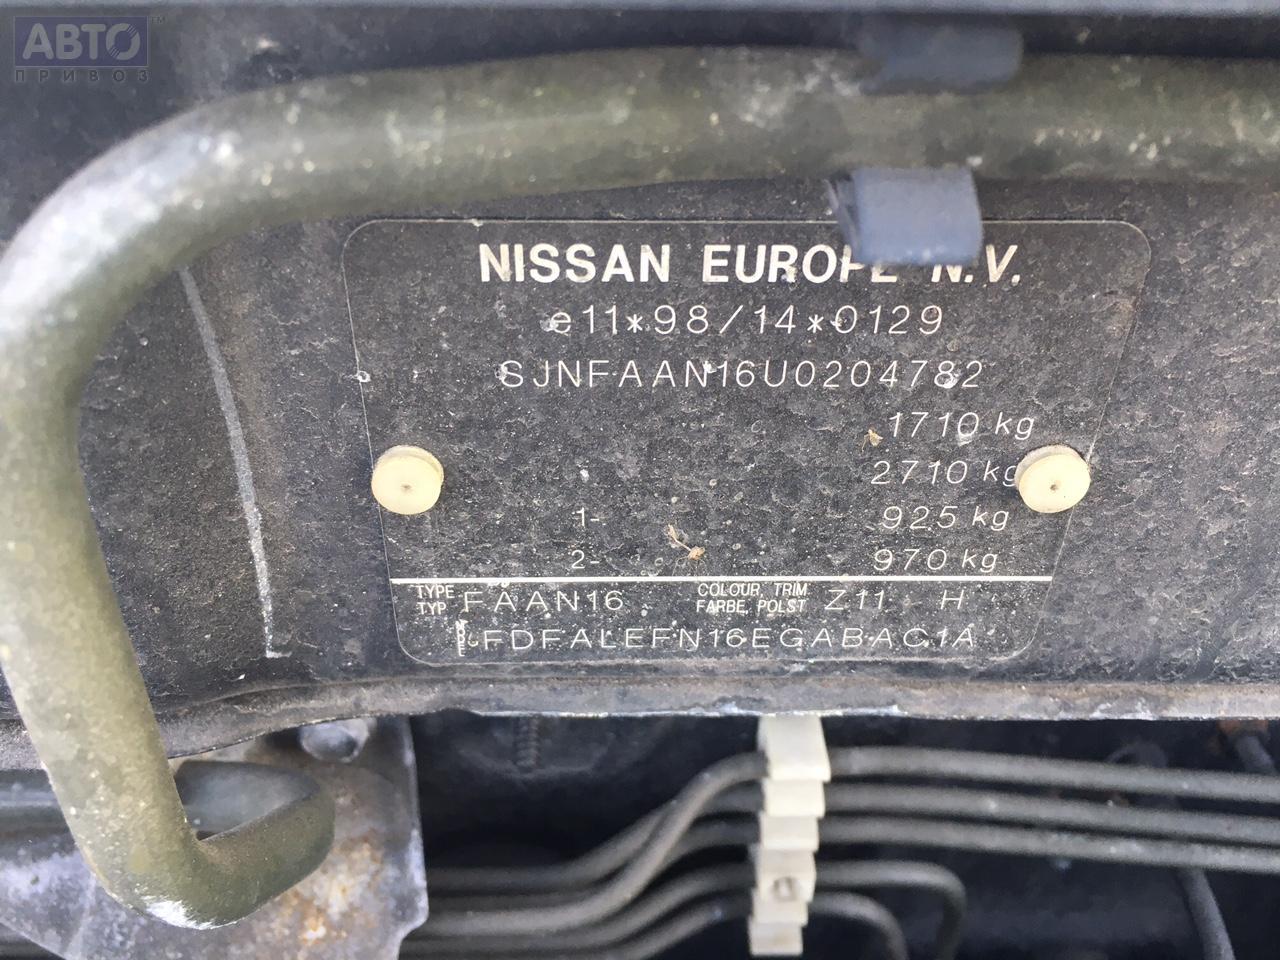 АВТО™
ПРИВОЗ
NISSAN EUROPE N.V.
e11*98/14*0129
SJNFAAN16U0204782
1710 kg
2710 kg
1- 925 kg
2- 970 kg
TYPE
TYP FAAN16 COLOUR, TRIM
FARBE, POLST Z11 H
FDFALEFN16EGABAC1A